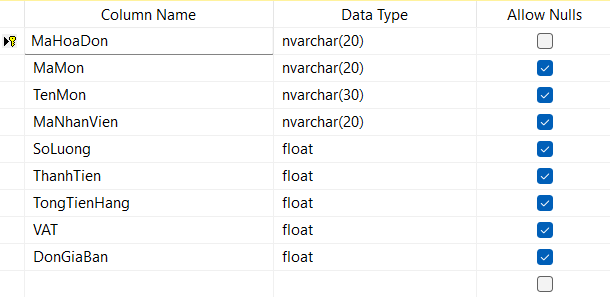 Column Name Data Type Allow Nulls
MaHoaDon nvarchar(20)
MaMon nvarchar(20)
TenMon nvarchar(30)
MaNhanVien nvarchar(20)
SoLuong float
ThanhTien float
TongTienHang float
VAT float
DonGiaBan float